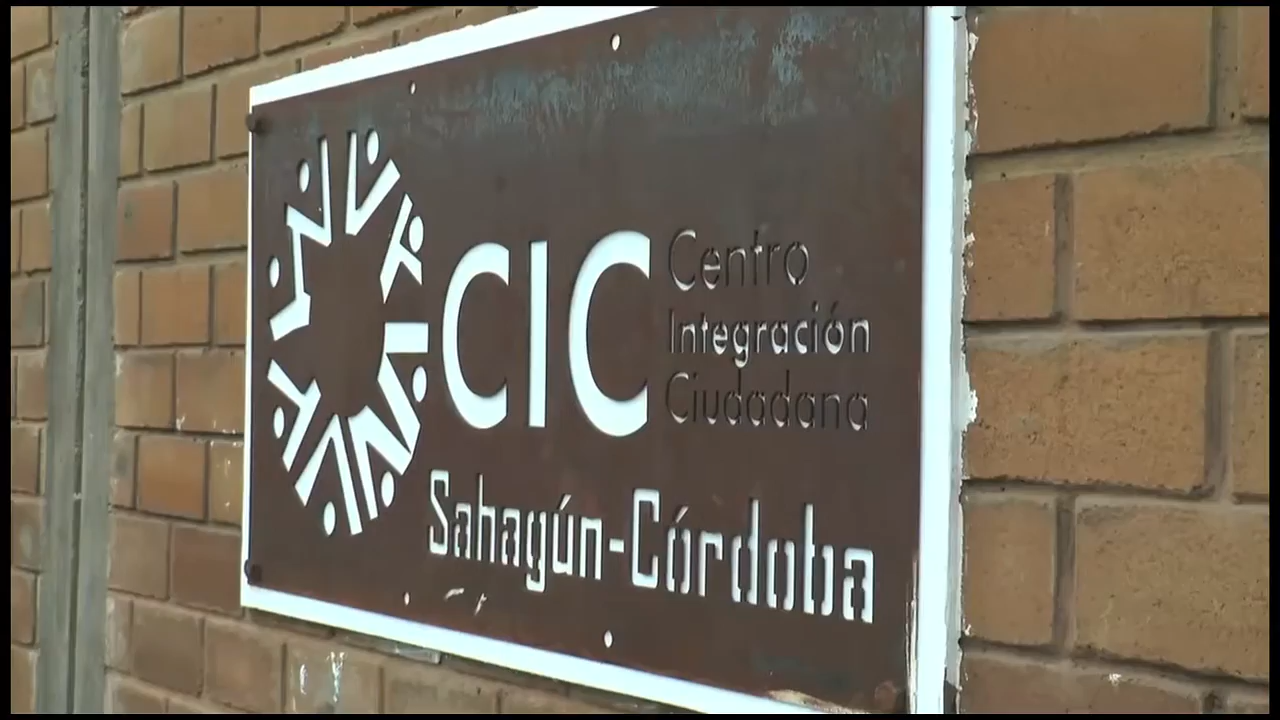 CIC
Centro
Integración
Ciudadana
Sahagún-Córdoba